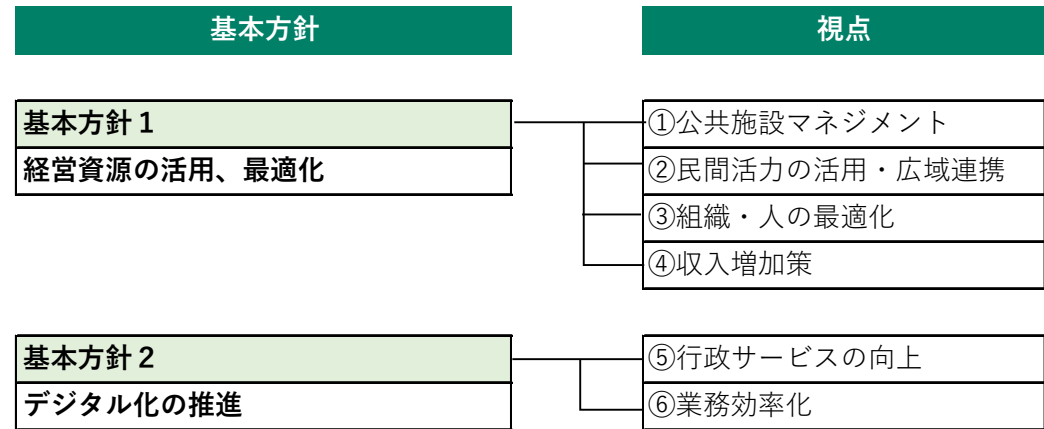 基本方針
視点
基本方針１
経営資源の活用、最適化
①公共施設マネジメント
②民間活力の活用・広域連携
③組織・人の最適化
④収入増加策
基本方針２
デジタル化の推進
⑤行政サービスの向上
⑥業務効率化